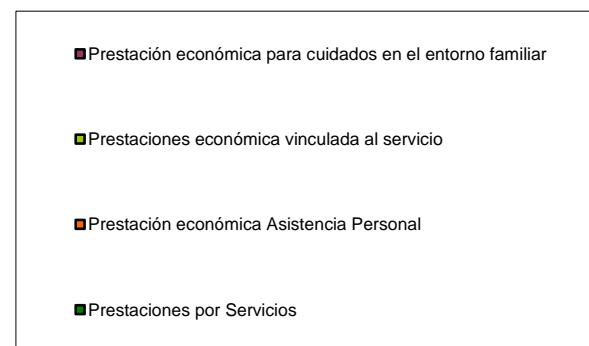 Prestación económica para cuidados en el entorno familiar
Prestaciones económica vinculada al servicio
Prestación económica Asistencia Personal
Prestaciones por Servicios